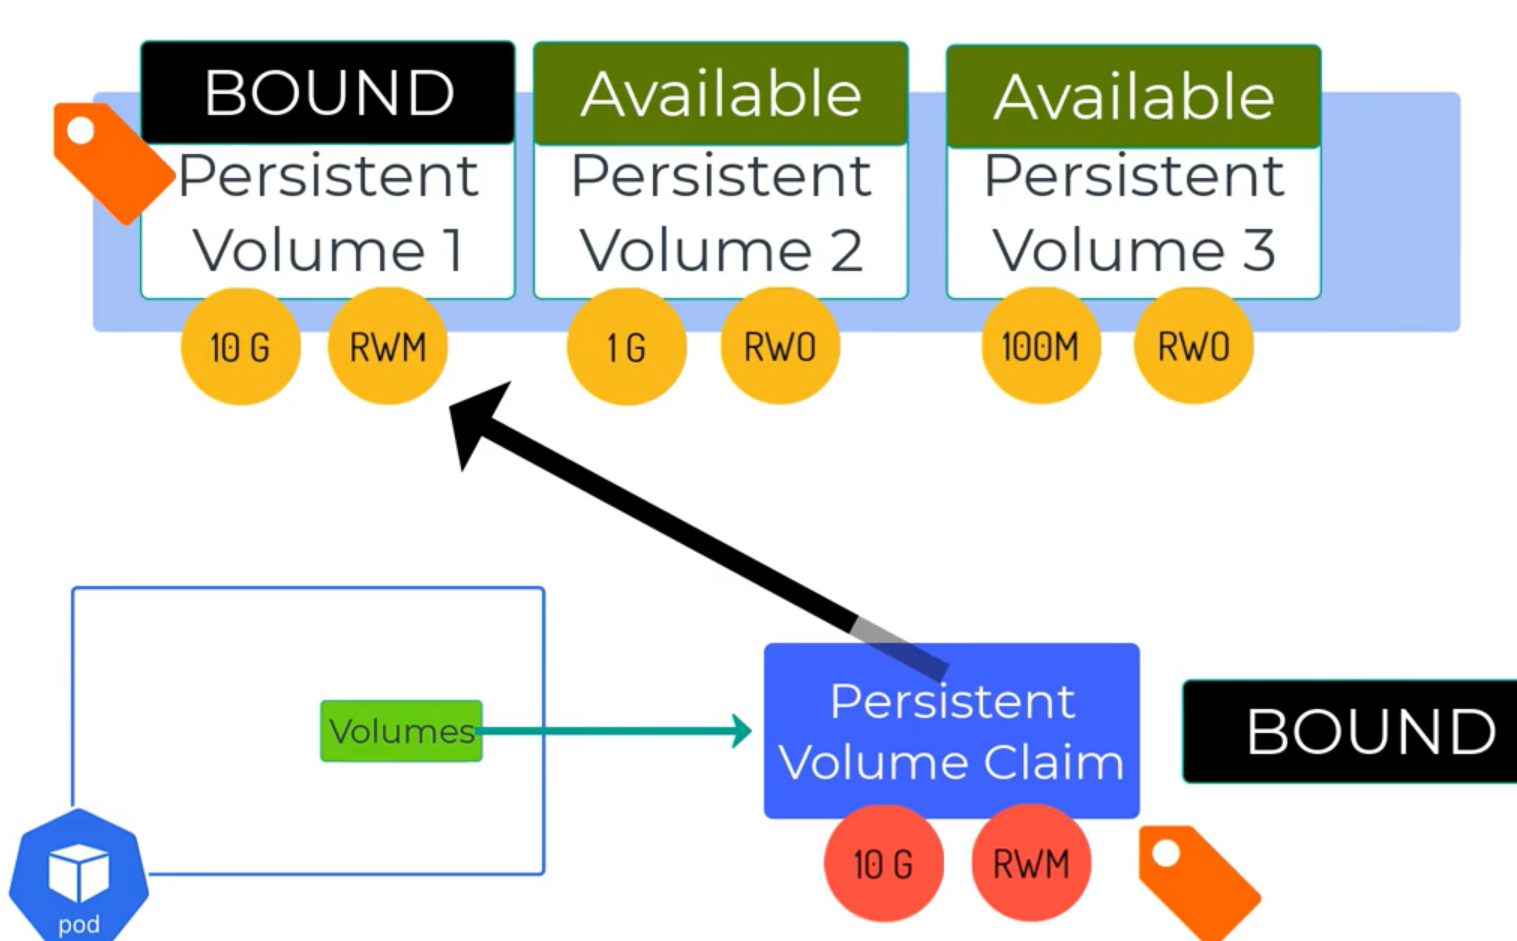 BOUND
Available
Available
Persistent
Volume 1
Persistent
Volume 2
Persistent
Volume 3
10 G
RWM
1 G
RWO
100M
RWO
Volumes
Persistent
Volume Claim
BOUND
10 G
RWM
pod